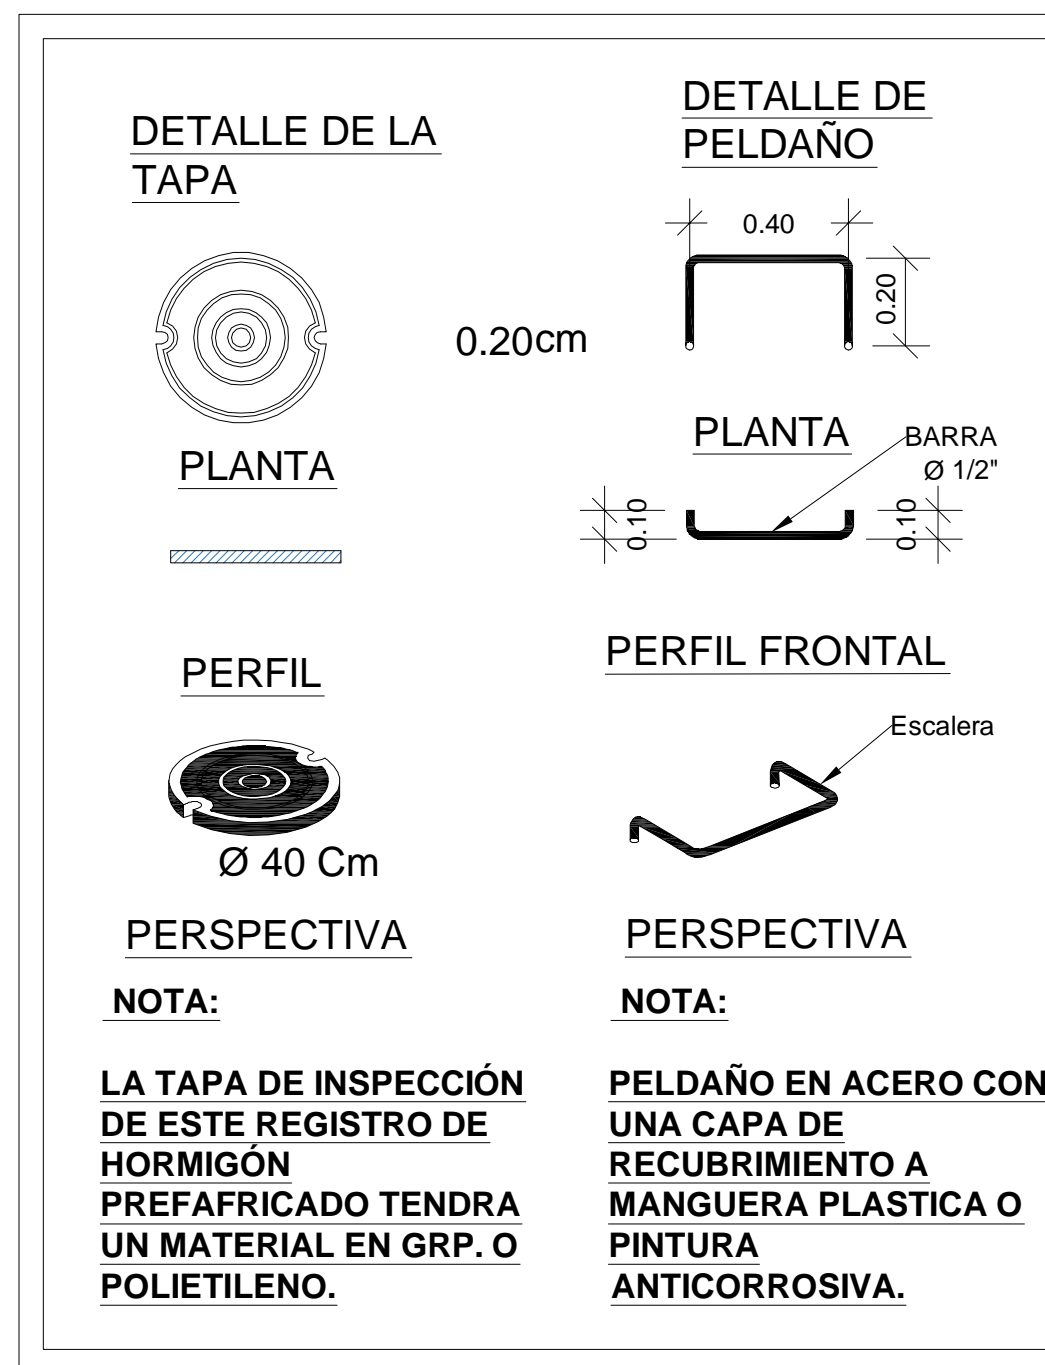 DETALLE DE LA
TAPA
PLANTA
PERFIL
Ø 40 Cm
PERSPECTIVA
NOTA:
LA TAPA DE INSPECCIÓN
DE ESTE REGISTRO DE
HORMIGÓN
PREFAFRICADO TENDRA
UN MATERIAL EN GRP. O
POLIETILENO.
0.20cm
DETALLE DE
PELDAÑO
0.40
0.20
PLANTA
BARRA
Ø 1/2"
0.10
0.10
PERFIL FRONTAL
Escalera
PERSPECTIVA
NOTA:
PELDAÑO EN ACERO CON
UNA CAPA DE
RECUBRIMIENTO A
MANGUERA PLASTICA O
PINTURA
ANTICORROSIVA.